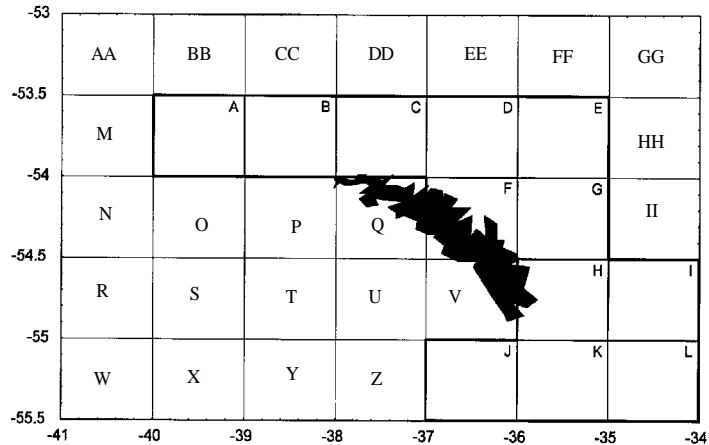 -53
AA BB CC DD EE FF GG
-53.5
A B C D E
M HH
-54
F G
N O P Q II
-54.5
H I
R S T U V
-55
J K L
W X Y Z
-55.5
-41 -40 -39 -38 -37 -36 -35 -34